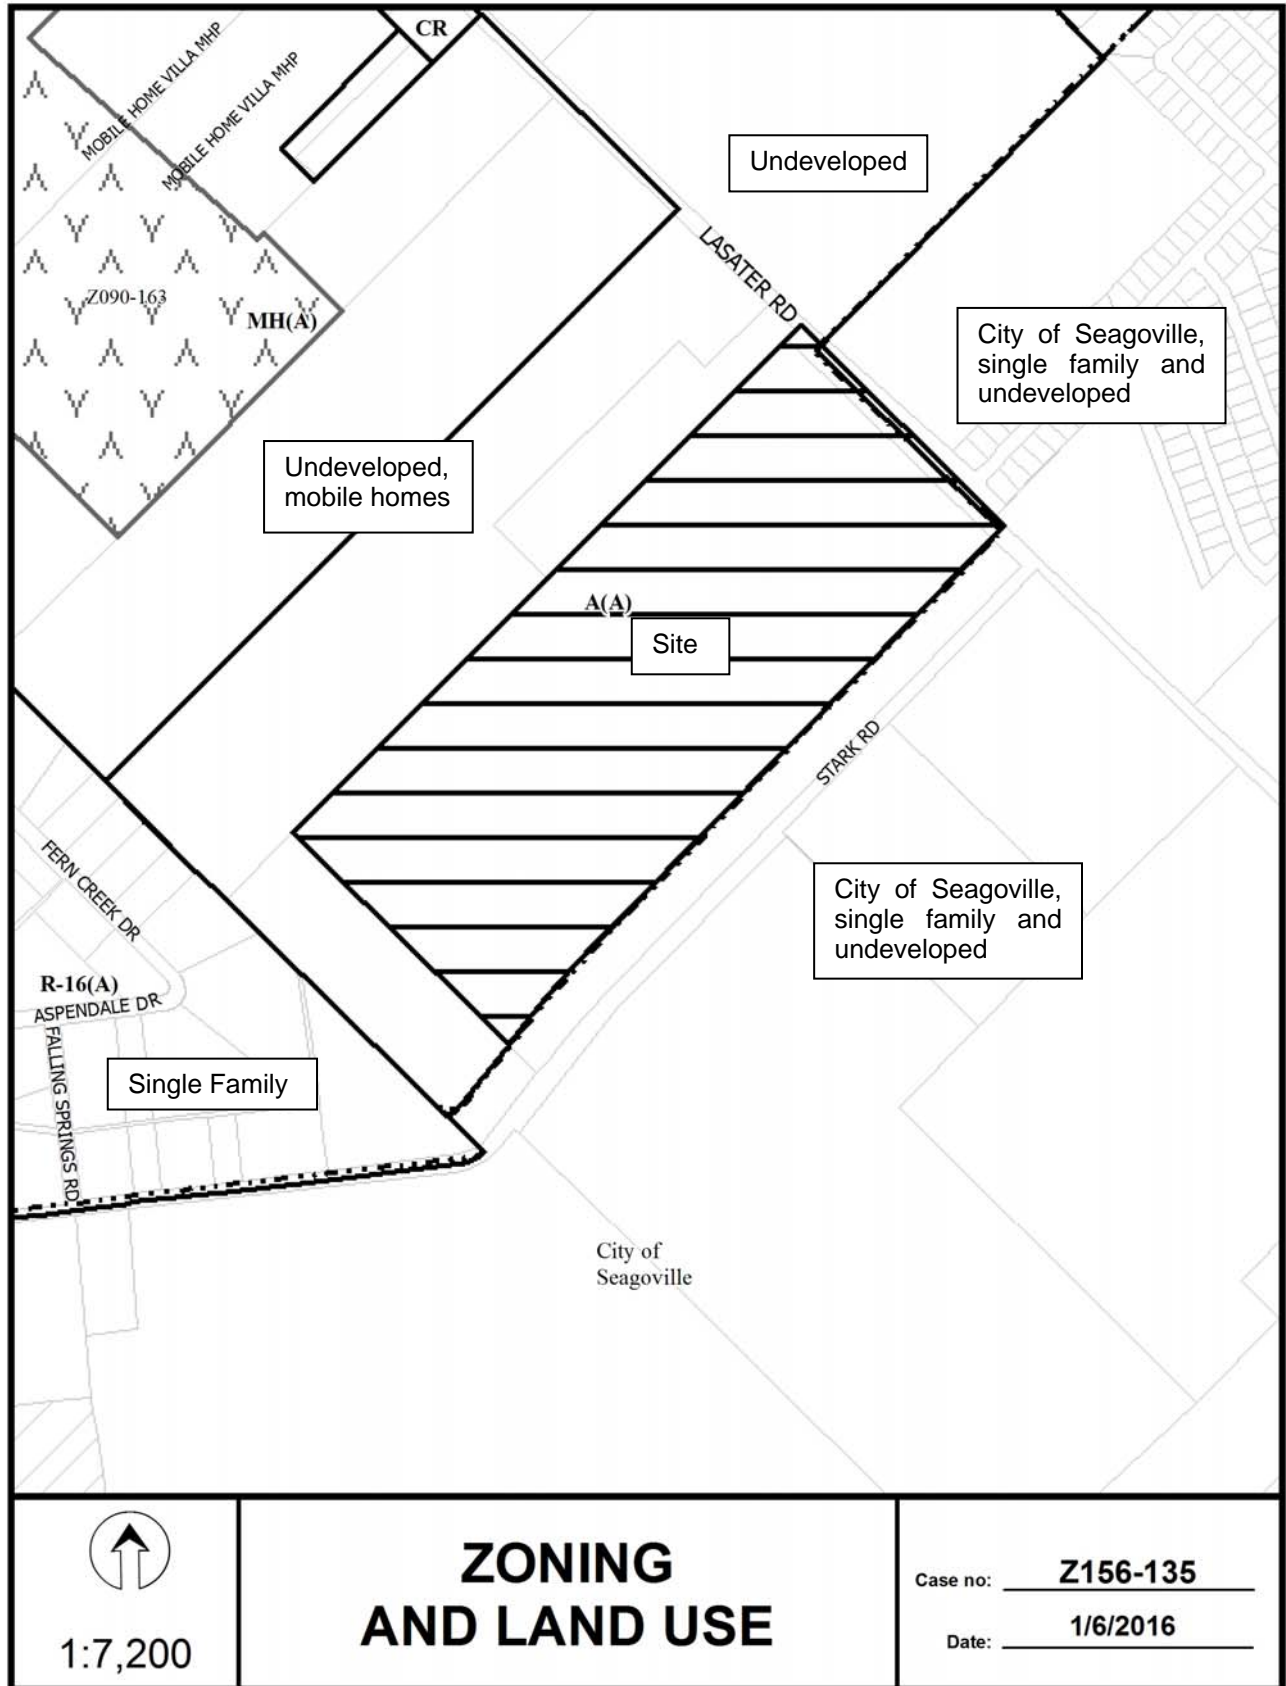 CR
MOBILE HOME VILLA MHP
MOBILE HOME VILLA MHP
Undeveloped
LASATER RD
Z090-163
MH(A)
City of Seagoville,
single family and
undeveloped
Undeveloped,
mobile homes
A(A)
Site
STARK RD
FERN CREEK DR
City of Seagoville,
single family and
undeveloped
R-16(A)
ASPENDALE DR
FALLING SPRINGS RD
Single Family
City of
Seagoville
1:7,200
ZONING
AND LAND USE
Case no: Z156-135
Date: 1/6/2016